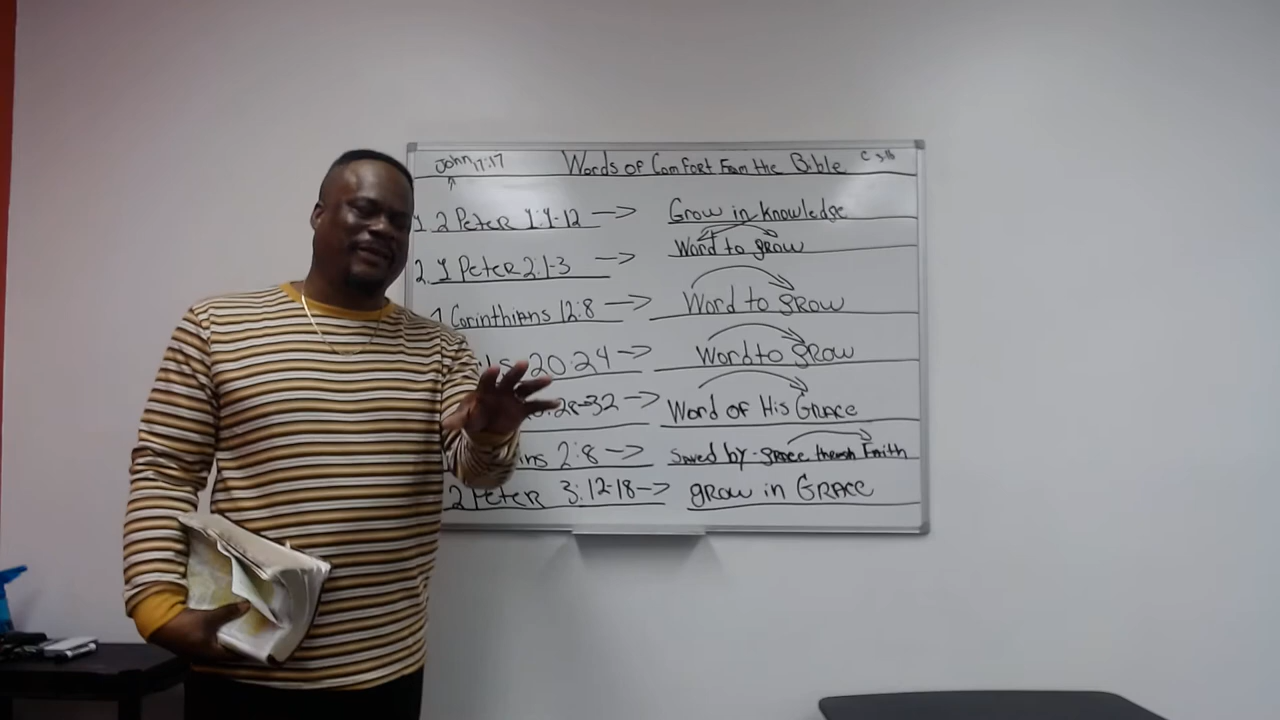 John 17:17 Words of Comfort From the Bible
1. 2 Peter 1:1-12 → Grow in knowledge
Word to grow
2. 1 Peter 2:1-3 →
Corinthians 12:8 → Word to grow
20:24 → Word to grow
28-32 → Word of His Grace
2:8 → Saved by grace through Faith
2 Peter 3:12-18 → grow in Grace